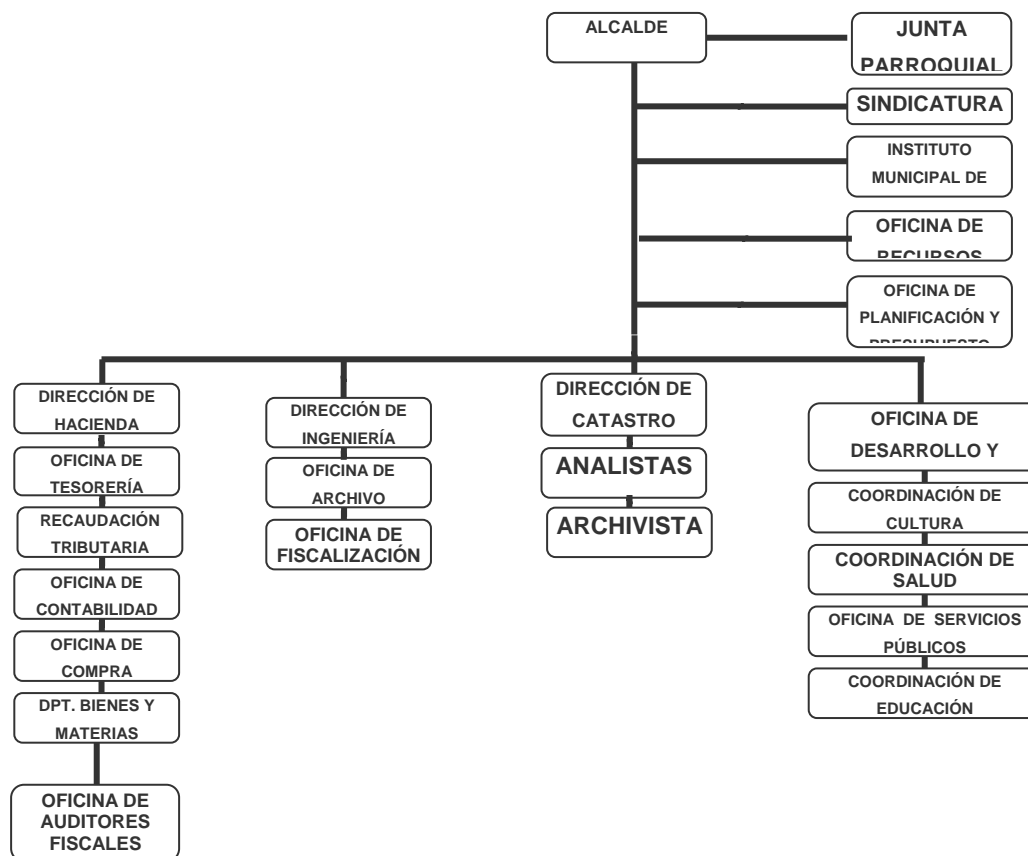 ALCALDE
JUNTA
PARROQUIAL
SINDICATURA
INSTITUTO
MUNICIPAL DE
OFICINA DE
RECURSOS
OFICINA DE
PLANIFICACIÓN Y
PRESUPUESTO
DIRECCIÓN DE
HACIENDA
OFICINA DE
TESORERÍA
RECAUDACIÓN
TRIBUTARIA
OFICINA DE
CONTABILIDAD
OFICINA DE
COMPRA
DPT. BIENES Y
MATERIAS
OFICINA DE
AUDITORES
FISCALES
DIRECCIÓN DE
INGENIERÍA
OFICINA DE
ARCHIVO
OFICINA DE
FISCALIZACIÓN
DIRECCIÓN DE
CATASTRO
ANALISTAS
ARCHIVISTA
OFICINA DE
DESARROLLO Y
COORDINACIÓN DE
CULTURA
COORDINACIÓN DE
SALUD
OFICINA DE SERVICIOS
PÚBLICOS
COORDINACIÓN DE
EDUCACIÓN